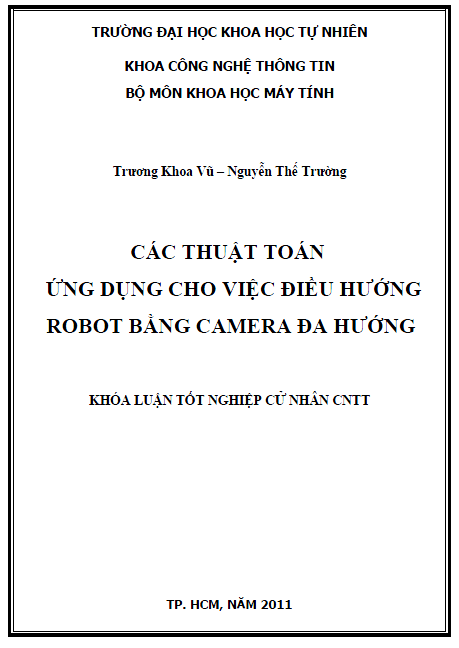 TRƯỜNG ĐẠI HỌC KHOA HỌC TỰ NHIÊN
KHOA CÔNG NGHỆ THÔNG TIN
BỘ MÔN KHOA HỌC MÁY TÍNH
Trương Khoa Vũ – Nguyễn Thế Trường
CÁC THUẬT TOÁN
ỨNG DỤNG CHO VIỆC ĐIỀU HƯỚNG
ROBOT BẰNG CAMERA ĐA HƯỚNG
KHÓA LUẬN TỐT NGHIỆP CỬ NHÂN CNTT
TP. HCM, NĂM 2011